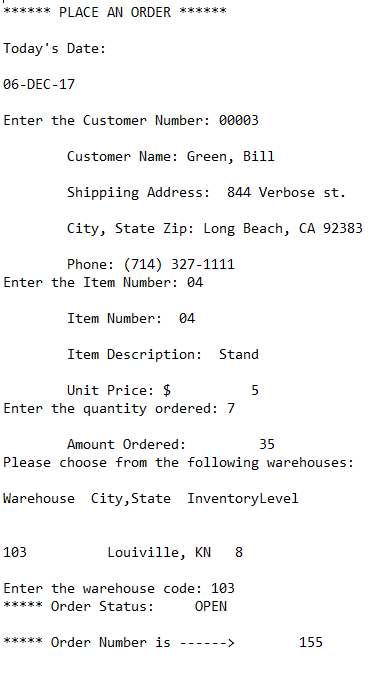 ****** PLACE AN ORDER ******
Today's Date:
06-DEC-17
Enter the Customer Number: 00003
Customer Name: Green, Bill
Shippiing Address:  844 Verbose st.
City, State Zip: Long Beach, CA 92383
Phone: (714) 327-1111
Enter the Item Number: 04
Item Number:  04
Item Description:  Stand
Unit Price: $          5
Enter the quantity ordered: 7
Amount Ordered:         35
Please choose from the following warehouses:
Warehouse  City,State  InventoryLevel
103          Louiville, KN   8
Enter the warehouse code: 103
***** Order Status:     OPEN
***** Order Number is ------>        155